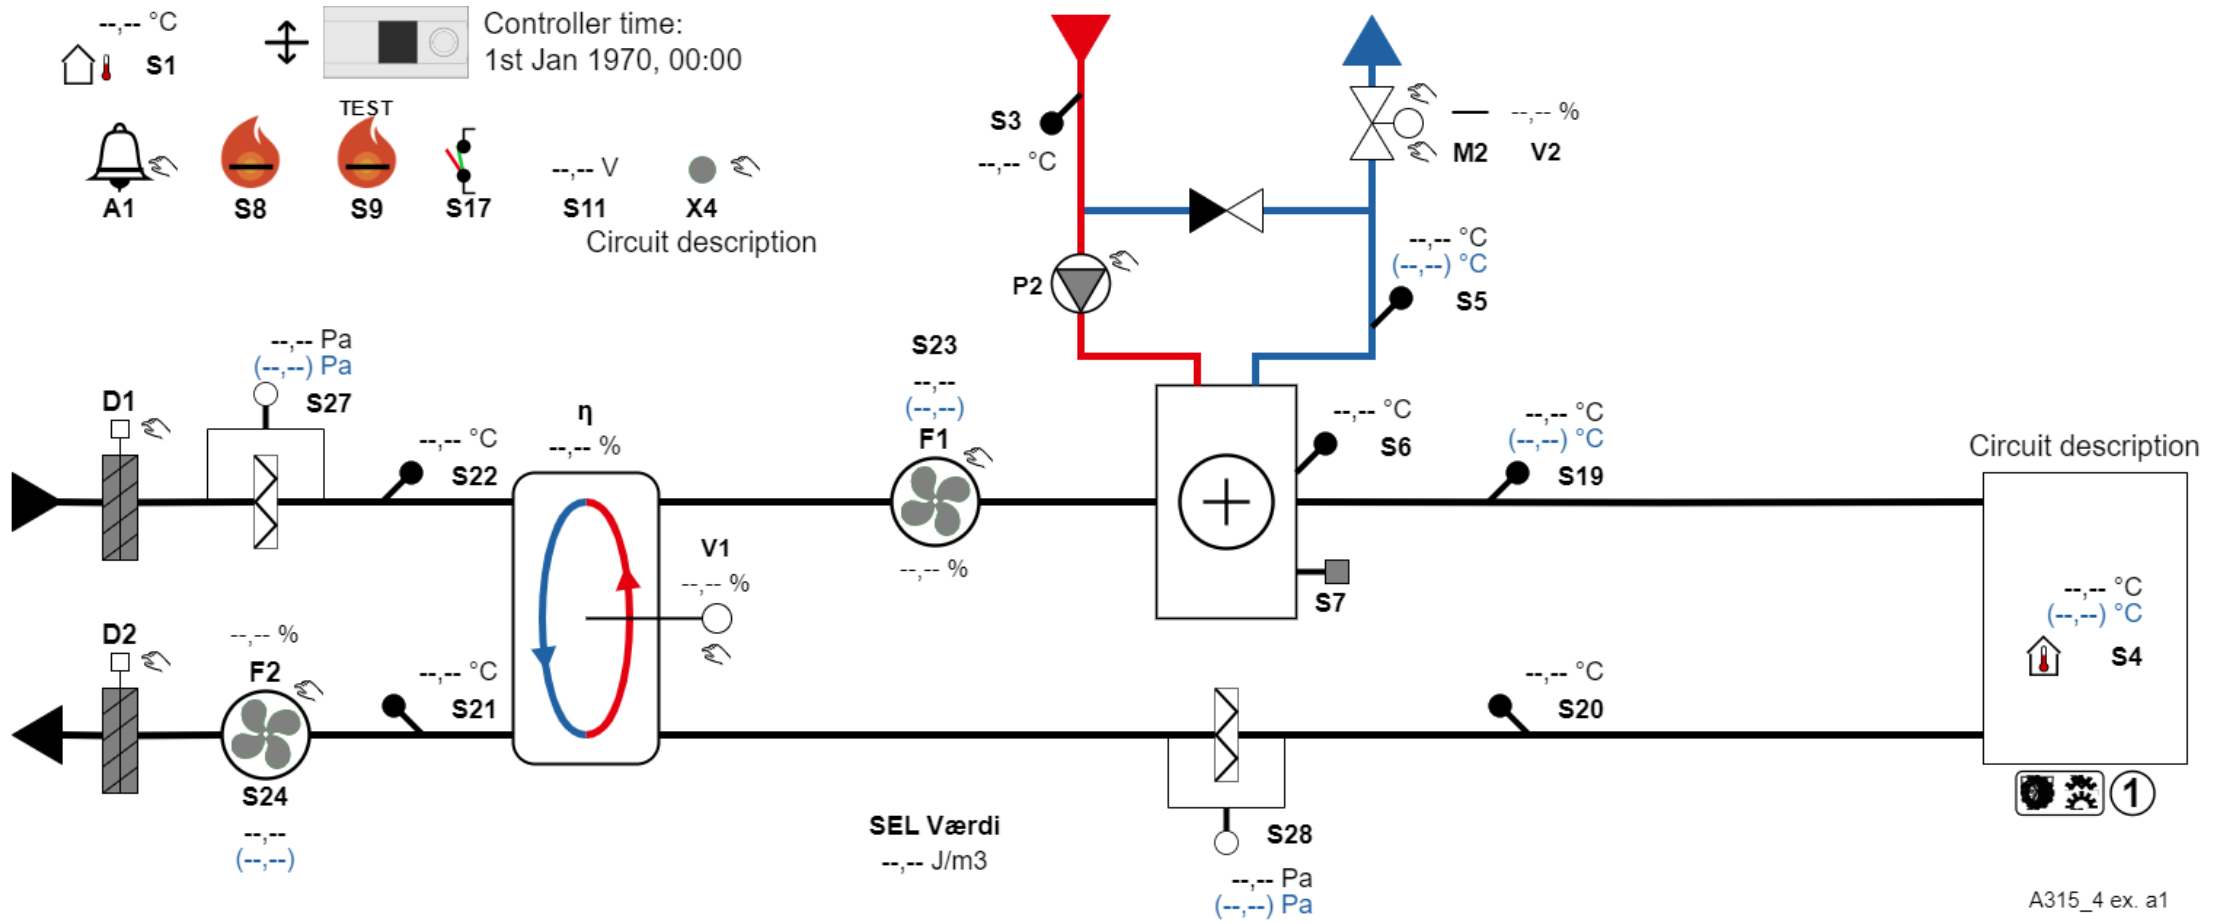 --,-- °C
S1
Controller time:
1st Jan 1970, 00:00
TEST
A1
S8
S9
S17
--,-- V
S11
X4
Circuit description
S3
--,-- °C
--,-- %
M2
V2
--,-- °C
(--,--) °C
S5
P2
--,-- Pa
(--,--) Pa
S27
D1
--,-- °C
S22
η
--,-- %
S23
--,--
(--,--)
F1
--,-- %
--,-- °C
S6
--,-- °C
(--,--) °C
S19
Circuit description
V1
--,-- %
S7
--,-- °C
(--,--) °C
S4
D2
--,-- %
F2
S24
--,--
(--,--)
--,-- °C
S21
--,-- °C
S20
SEL Værdi
--,-- J/m3
S28
--,-- Pa
(--,--) Pa
1
A315_4 ex. a1